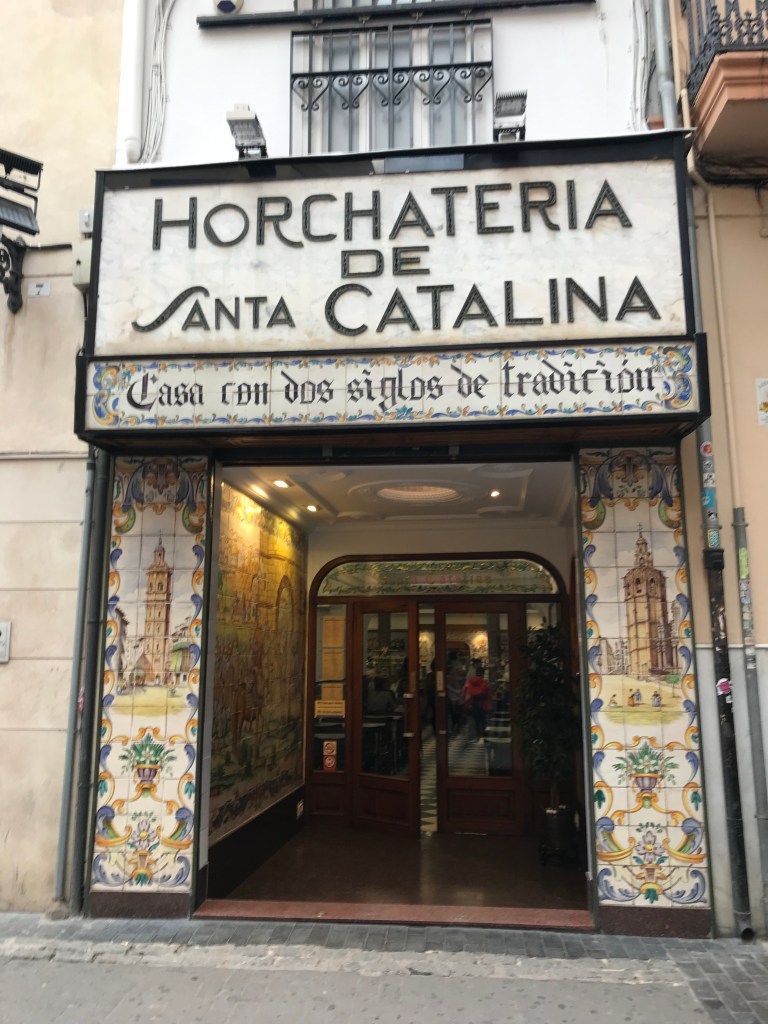 HORCHATERIA
DE
SANTA CATALINA
Casa con dos siglos de tradición